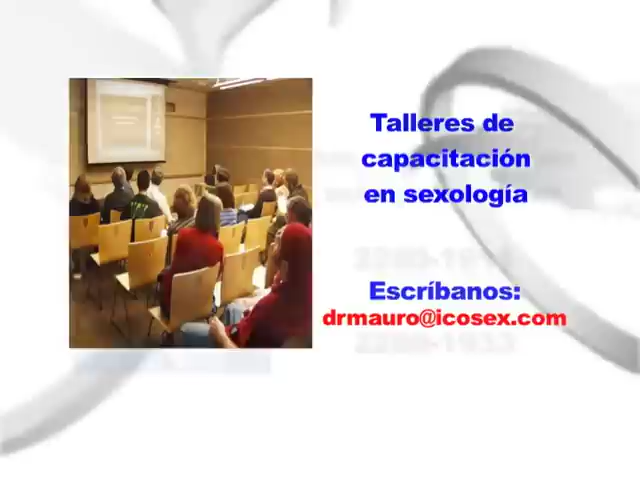 Talleres de
capacitación
en sexología
Escríbanos:
drmauro@icosex.com